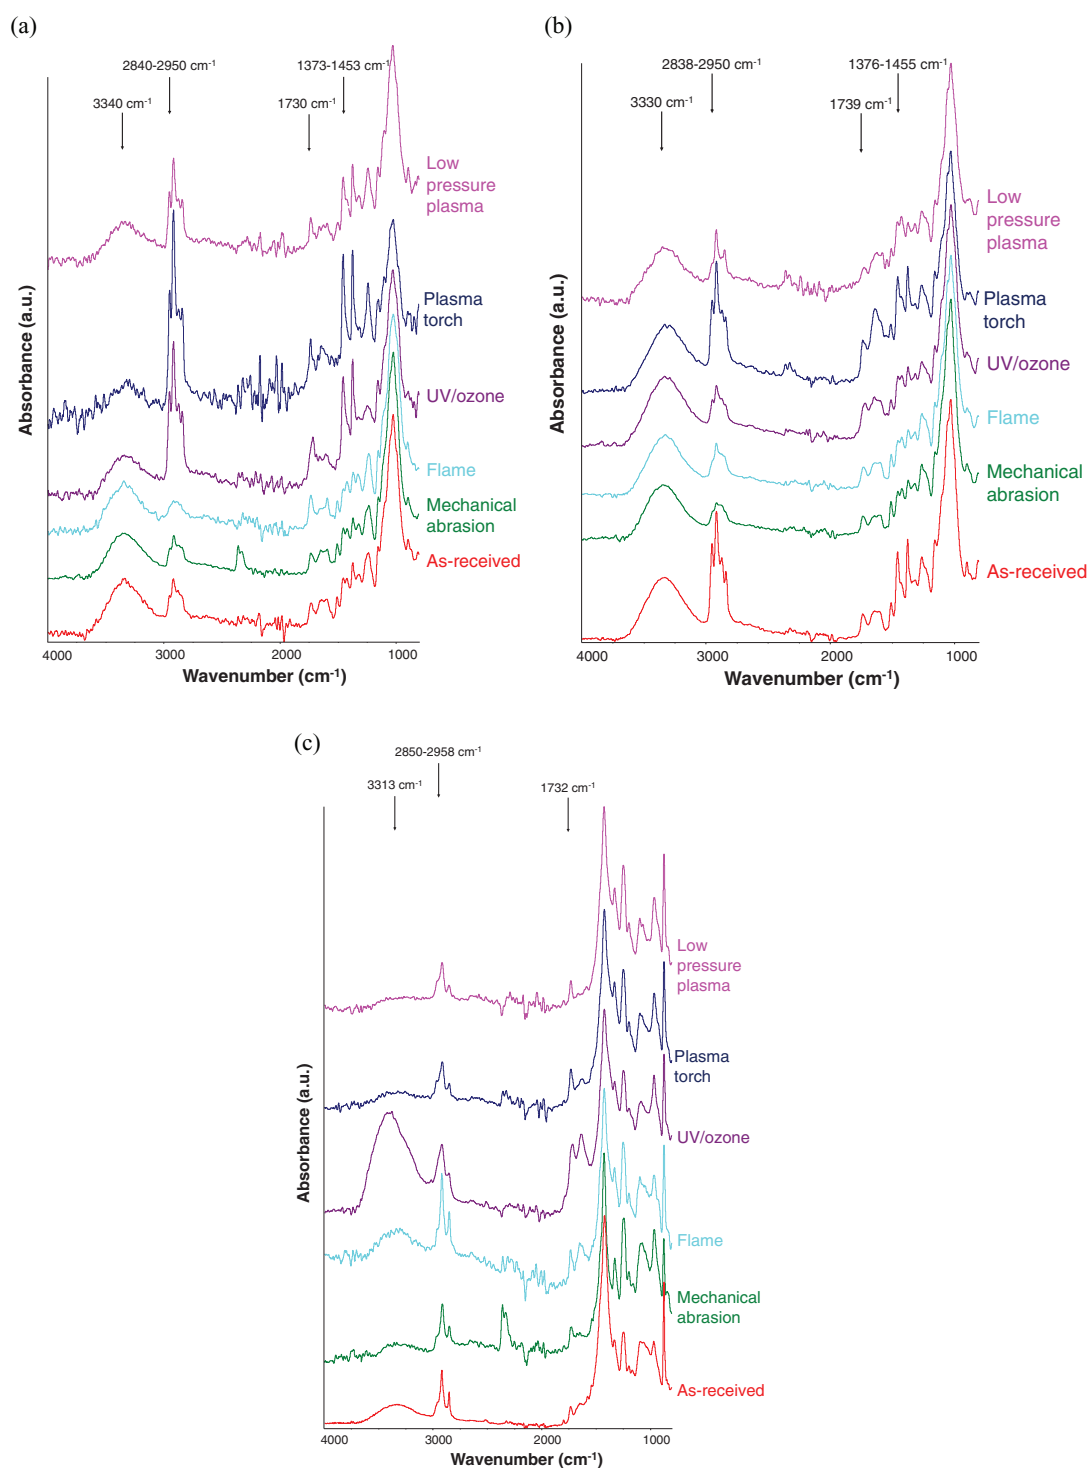 (a)
2840-2950 cm-1
1373-1453 cm-1
3340 cm-1
1730 cm-1
Low
pressure
plasma
Plasma
torch
UV/ozone
Flame
Mechanical
abrasion
As-received
Absorbance (a.u.)
4000
3000
2000
1000
Wavenumber (cm-1)
(b)
2838-2950 cm-1
1376-1455 cm-1
3330 cm-1
1739 cm-1
Low
pressure
plasma
Plasma
torch
UV/ozone
Flame
Mechanical
abrasion
As-received
Absorbance (a.u.)
4000
3000
2000
1000
Wavenumber (cm-1)
(c)
2850-2958 cm-1
3313 cm-1
1732 cm-1
Low
pressure
plasma
Plasma
torch
UV/ozone
Flame
Mechanical
abrasion
As-received
Absorbance (a.u.)
4000
3000
2000
1000
Wavenumber (cm-1)